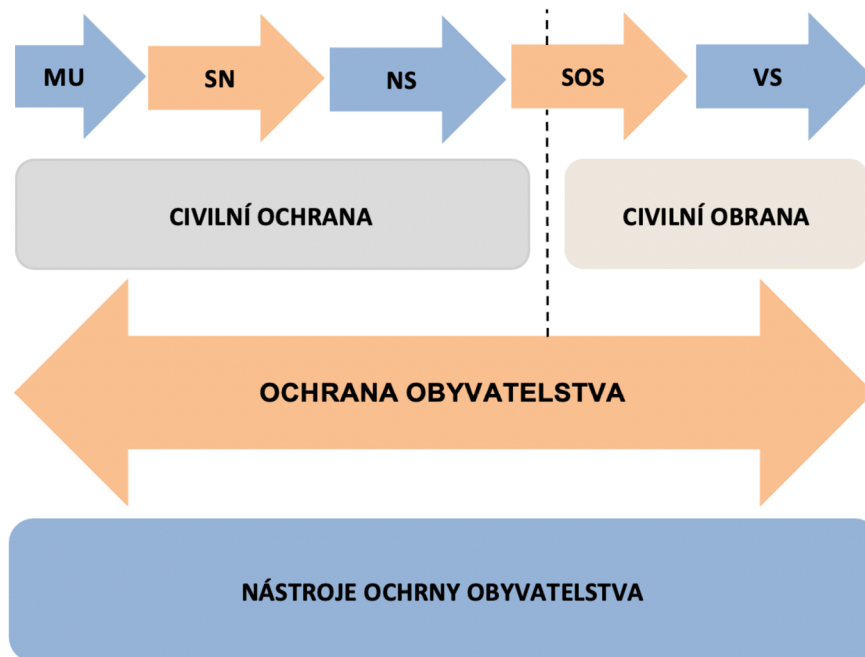 MU
SN
NS
SOS
VS
CIVILNÍ OCHRANA
CIVILNÍ OBRANA
OCHRANA OBYVATELSTVA
NÁSTROJE OCHRNY OBYVATELSTVA